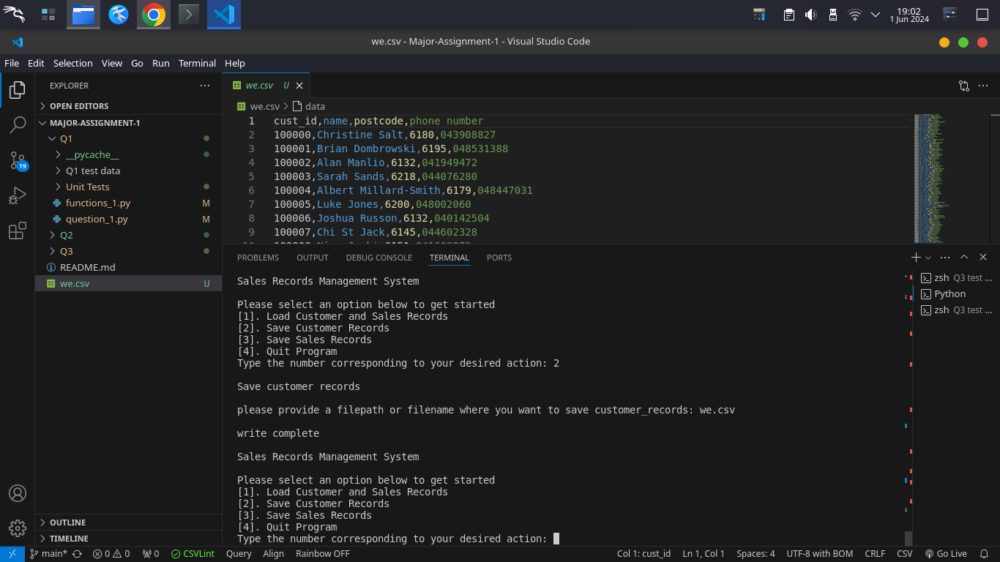 19:02
1 Jun 2024
we.csv - Major-Assignment-1 - Visual Studio Code
File Edit Selection View Go Run Terminal Help
EXPLORER
OPEN EDITORS
MAJOR-ASSIGNMENT-1
Q1
__pycache__
Q1 test data
Unit Tests
functions_1.py M
question_1.py M
Q2
Q3
README.md
we.csv U
OUTLINE
TIMELINE
19
we.csv U
we.csv > data
1 cust_id,name,postcode,phone number
2 100000,Christine Salt,6180,043908827
3 100001,Brian Dombrowski,6195,048531388
4 100002,Alan Manlio,6132,041949472
5 100003,Sarah Sands,6218,044076280
6 100004,Albert Millard-Smith,6179,048447031
7 100005,Luke Jones,6200,048002060
8 100006,Joshua Russon,6132,040142504
9 100007,Chi St Jack,6145,044602328
PROBLEMS OUTPUT DEBUG CONSOLE TERMINAL PORTS
Sales Records Management System
Please select an option below to get started
[1]. Load Customer and Sales Records
[2]. Save Customer Records
[3]. Save Sales Records
[4]. Quit Program
Type the number corresponding to your desired action: 2
Save customer records
please provide a filepath or filename where you want to save customer_records: we.csv
write complete
Sales Records Management System
Please select an option below to get started
[1]. Load Customer and Sales Records
[2]. Save Customer Records
[3]. Save Sales Records
[4]. Quit Program
Type the number corresponding to your desired action:
zsh Q3 test ...
Python
zsh Q3 test ...
main* 0 0 0 CSVLint Query Align Rainbow OFF Col 1: cust_id Ln 1, Col 1 Spaces: 4 UTF-8 with BOM CRLF CSV Go Live